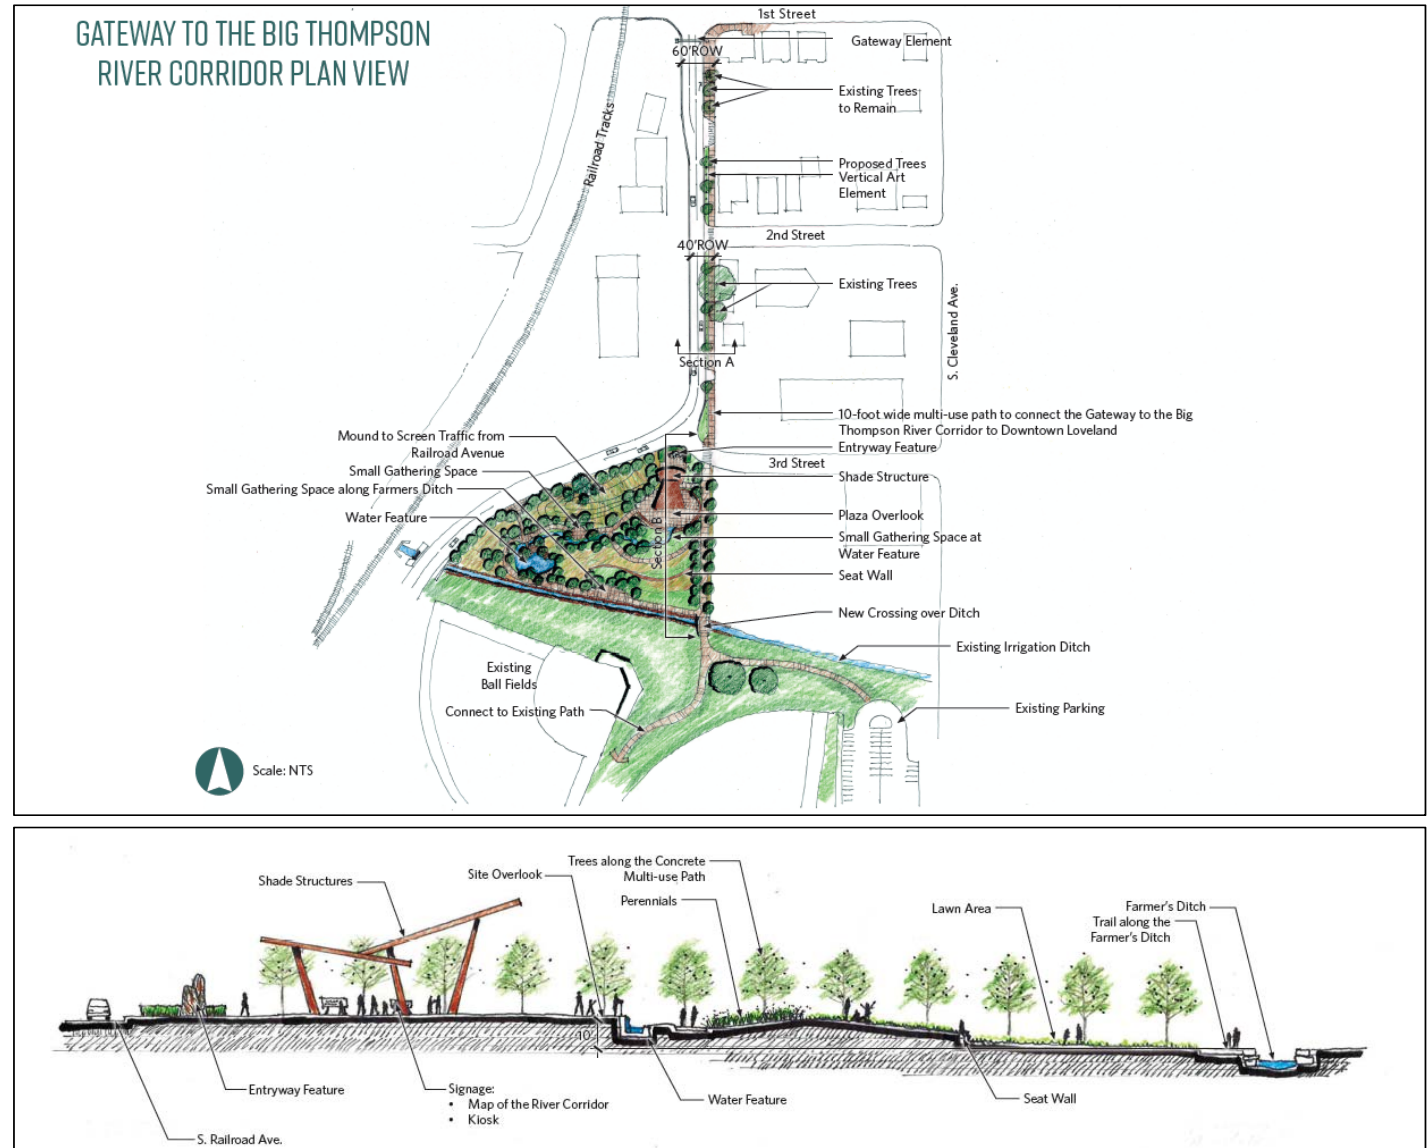 GATEWAY TO THE BIG THOMPSON
RIVER CORRIDOR PLAN VIEW
1st Street
Gateway Element
60'ROW
Existing Trees
to Remain
Railroad Tracks
Proposed Trees
Vertical Art
Element
2nd Street
40'ROW
Existing Trees
S. Cleveland Ave.
Section A
10-foot wide multi-use path to connect the Gateway to the Big
Thompson River Corridor to Downtown Loveland
Mound to Screen Traffic from
Railroad Avenue
Entryway Feature
3rd Street
Small Gathering Space
Shade Structure
Small Gathering Space along Farmers Ditch
Water Feature
Plaza Overlook
Section B
Small Gathering Space at
Water Feature
Seat Wall
New Crossing over Ditch
Existing Irrigation Ditch
Existing
Ball Fields
Connect to Existing Path
Existing Parking
Scale: NTS
Trees along the Concrete
Multi-use Path
Shade Structures
Site Overlook
Perennials
Lawn Area
Farmer's Ditch
Trail along the
Farmer's Ditch
10'
Entryway Feature
Signage:
• Map of the River Corridor
• Kiosk
Water Feature
Seat Wall
S. Railroad Ave.